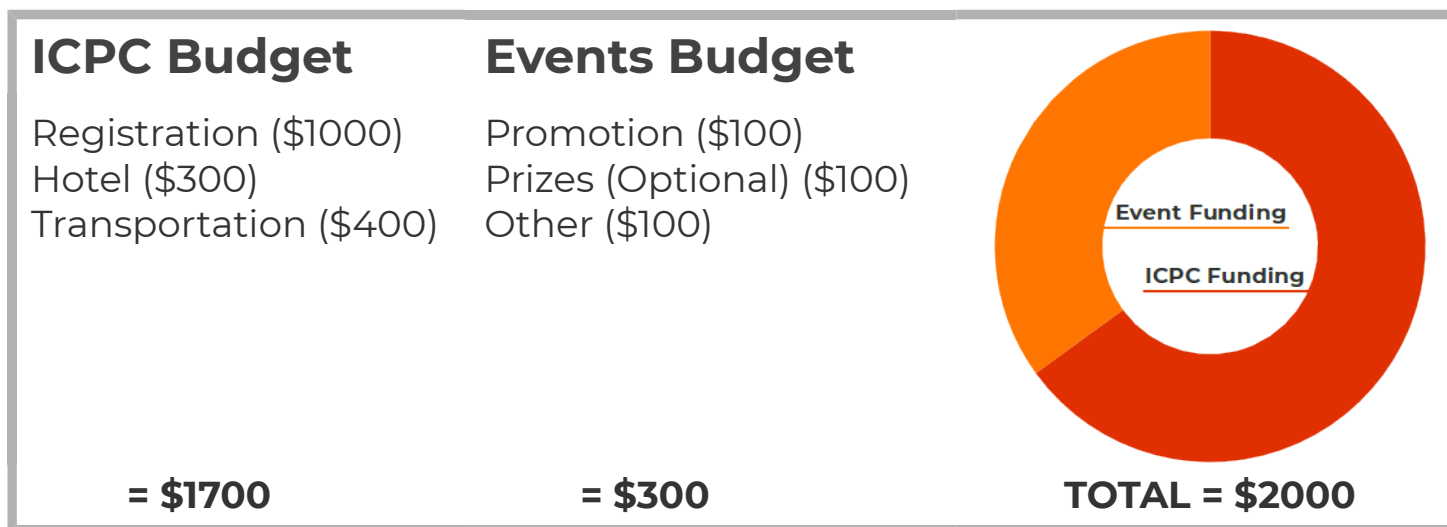 ICPC Budget
Registration ($1000)
Hotel ($300)
Transportation ($400)
= $1700
Events Budget
Promotion ($100)
Prizes (Optional) ($100)
Other ($100)
= $300
Event Funding
ICPC Funding
TOTAL = $2000